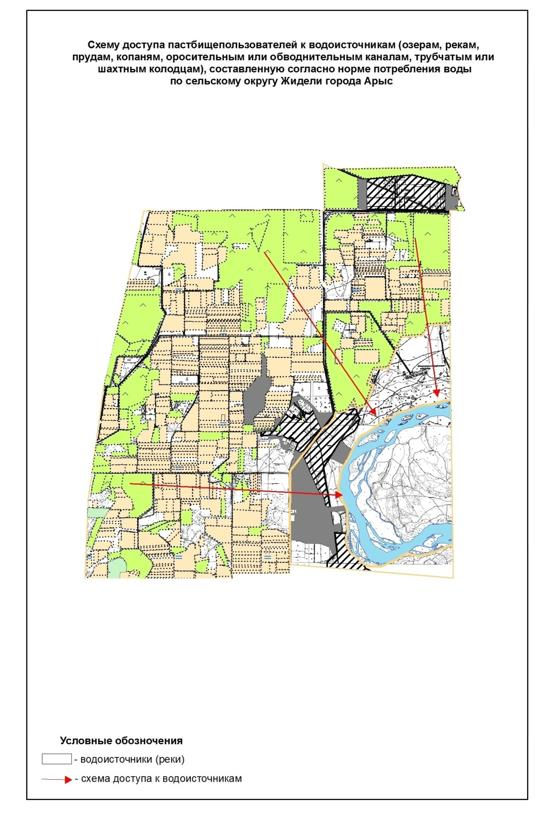 Схему доступа пастбищепользователей к водоисточникам (озерам, рекам,
прудам, копаням, оросительным или обводнительным каналам, трубчатым или
шахтным колодцам), составленную согласно норме потребления воды
по сельскому округу Жидели города Арыс
Условные обозночения
- водоисточники (реки)
- схема доступа к водоисточникам